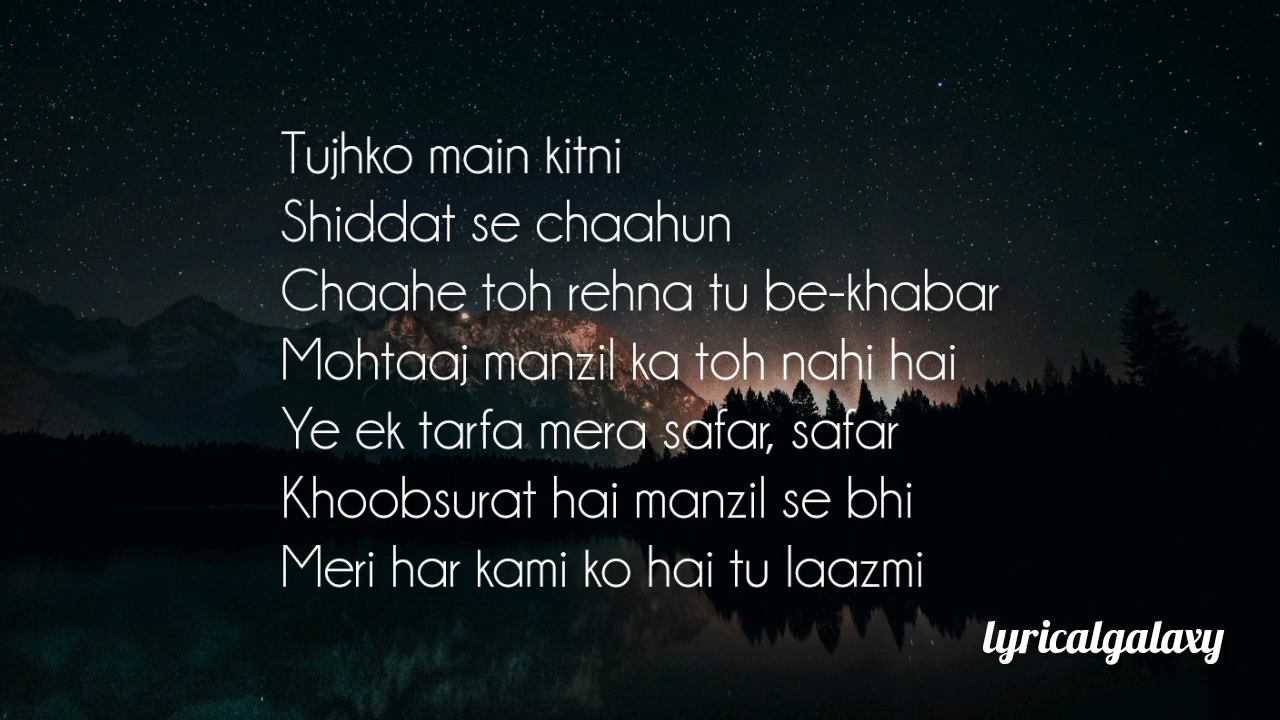 Tujhko main kitni
Shiddat se chaahun
Chaahe toh rehna tu be-khabar
Mohtaaj manzil ka toh nahi hai
Ye ek tarfa mera safar, safar
Khoobsurat hai manzil se bhi
Meri har kami ko hai tu laazmi
lyricalgalaxy